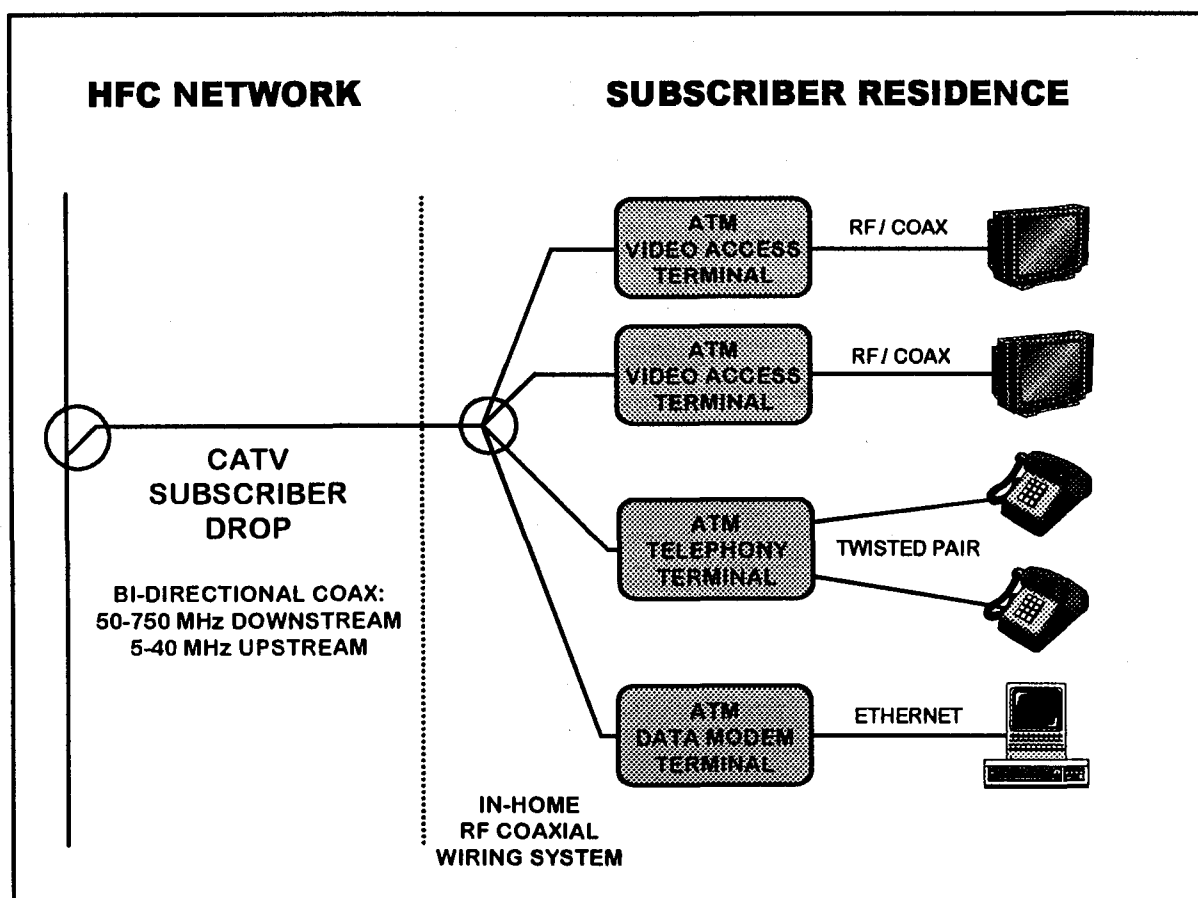 HFC NETWORK
SUBSCRIBER RESIDENCE
ATM
VIDEO ACCESS
TERMINAL
RF / COAX
ATM
VIDEO ACCESS
TERMINAL
RF / COAX
CATV
SUBSCRIBER
DROP
BI-DIRECTIONAL COAX:
50-750 MHz DOWNSTREAM
5-40 MHz UPSTREAM
ATM
TELEPHONY
TERMINAL
TWISTED PAIR
ATM
DATA MODEM
TERMINAL
ETHERNET
IN-HOME
RF COAXIAL
WIRING SYSTEM